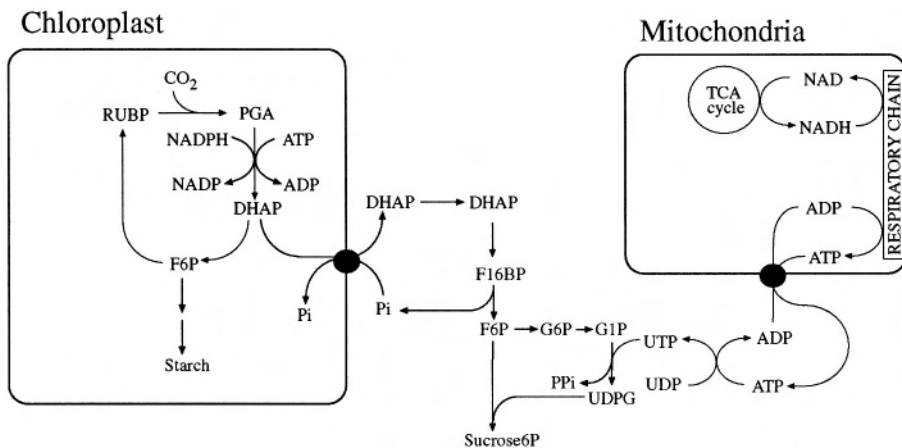 Chloroplast
Mitochondria
CO2
RUBP
PGA
NADPH
ATP
NADP
ADP
DHAP
F6P
Starch
Pi
Pi
DHAP
DHAP
F16BP
F6P
G6P
G1P
PPi
UDPG
Sucrose6P
UTP
UDP
ADP
ATP
TCA
cycle
NAD
NADH
ADP
ATP
RESPIRATORY CHAIN